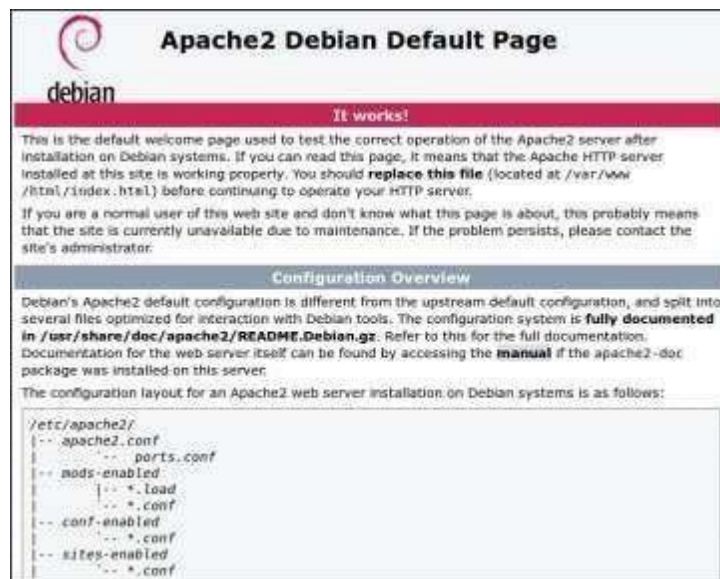 debian
Apache2 Debian Default Page
It works!
This is the default welcome page used to test the correct operation of the Apache2 server after
installation on Debian systems. If you can read this page, it means that the Apache HTTP server
installed at this site is working properly. You should replace this file (located at /var/www
/html/index.html) before continuing to operate your HTTP server.
If you are a normal user of this web site and don't know what this page is about, this probably means
that the site is currently unavailable due to maintenance. If the problem persists, please contact the
site's administrator.
Configuration Overview
Debian's Apache2 default configuration is different from the upstream default configuration, and split into
several files optimized for interaction with Debian tools. The configuration system is fully documented
in /usr/share/doc/apache2/README.Debian.gz. Refer to this for the full documentation.
Documentation for the web server itself can be found by accessing the manual if the apache2-doc
package was installed on this server.
The configuration layout for an Apache2 web server installation on Debian systems is as follows:
/etc/apache2/
|-- apache2.conf
|       `--  ports.conf
|-- mods-enabled
|       |-- *.load
|       `-- *.conf
|-- conf-enabled
|       `-- *.conf
|-- sites-enabled
|       `-- *.conf